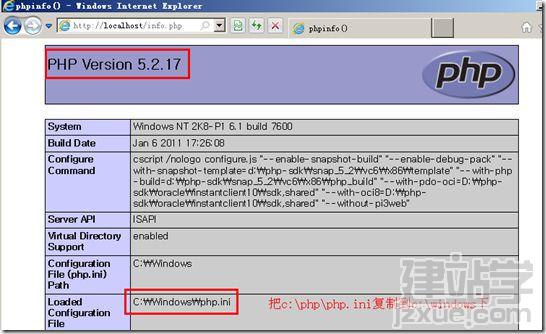 phpinfo() - Windows Internet Explorer
http://localhost/info.php
phpinfo()
PHP Version 5.2.17
php
System
Windows NT 2K8-P1 6.1 build 7600
Build Date
Jan 6 2011 17:26:08
Configure
Command
cscript /nologo configure.js "--enable-snapshot-build" "--enable-debug-pack" "--
with-snapshot-template=d:₩php-sdk₩snap_5_2₩vc6₩x86₩template" "--with-php
-build=d:₩php-sdk₩snap_5_2₩vc6₩x86₩php_build" "--with-pdo-oci=D:₩php-
sdk₩oracle₩instantclient10₩sdk,shared" "--with-oci8=D:₩php-
sdk₩oracle₩instantclient10₩sdk,shared" "--without-pi3web"
Server API
ISAPI
Virtual Directory
Support
enabled
Configuration
File (php.ini)
Path
C:₩Windows
Loaded
Configuration
File
C:₩Windows₩php.ini
把c:\php\php.ini复制到c:\windows下
建站学
jzxue.com